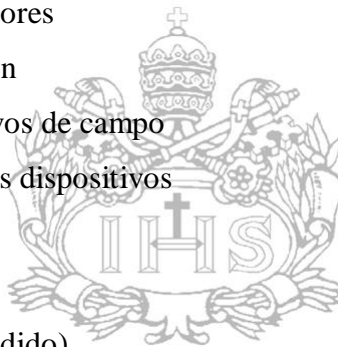 ores
n
vos de campo
s dispositivos
IHS
dido)